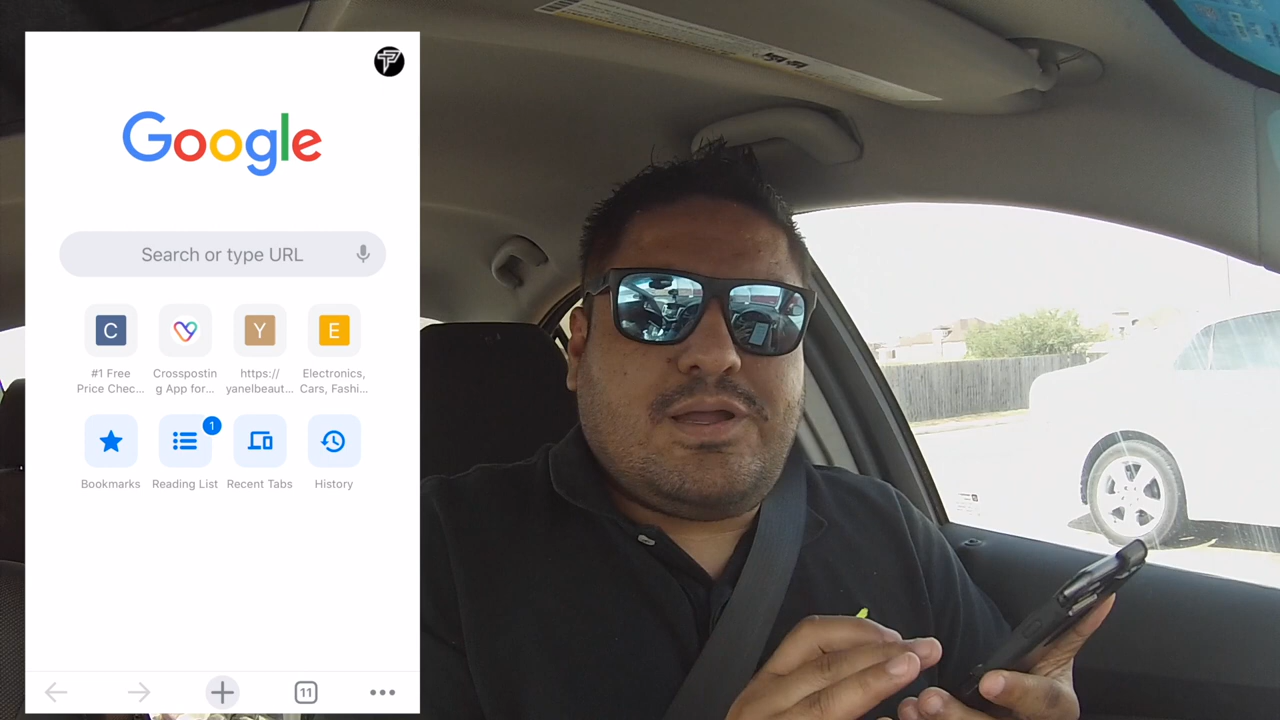 Google
Search or type URL
C
Y
E
#1 Free
Price Chec...
Crosspostin
g App for...
https://
yanelbeaut...
Electronics,
Cars, Fashi...
1
Bookmarks
Reading List
Recent Tabs
History
11